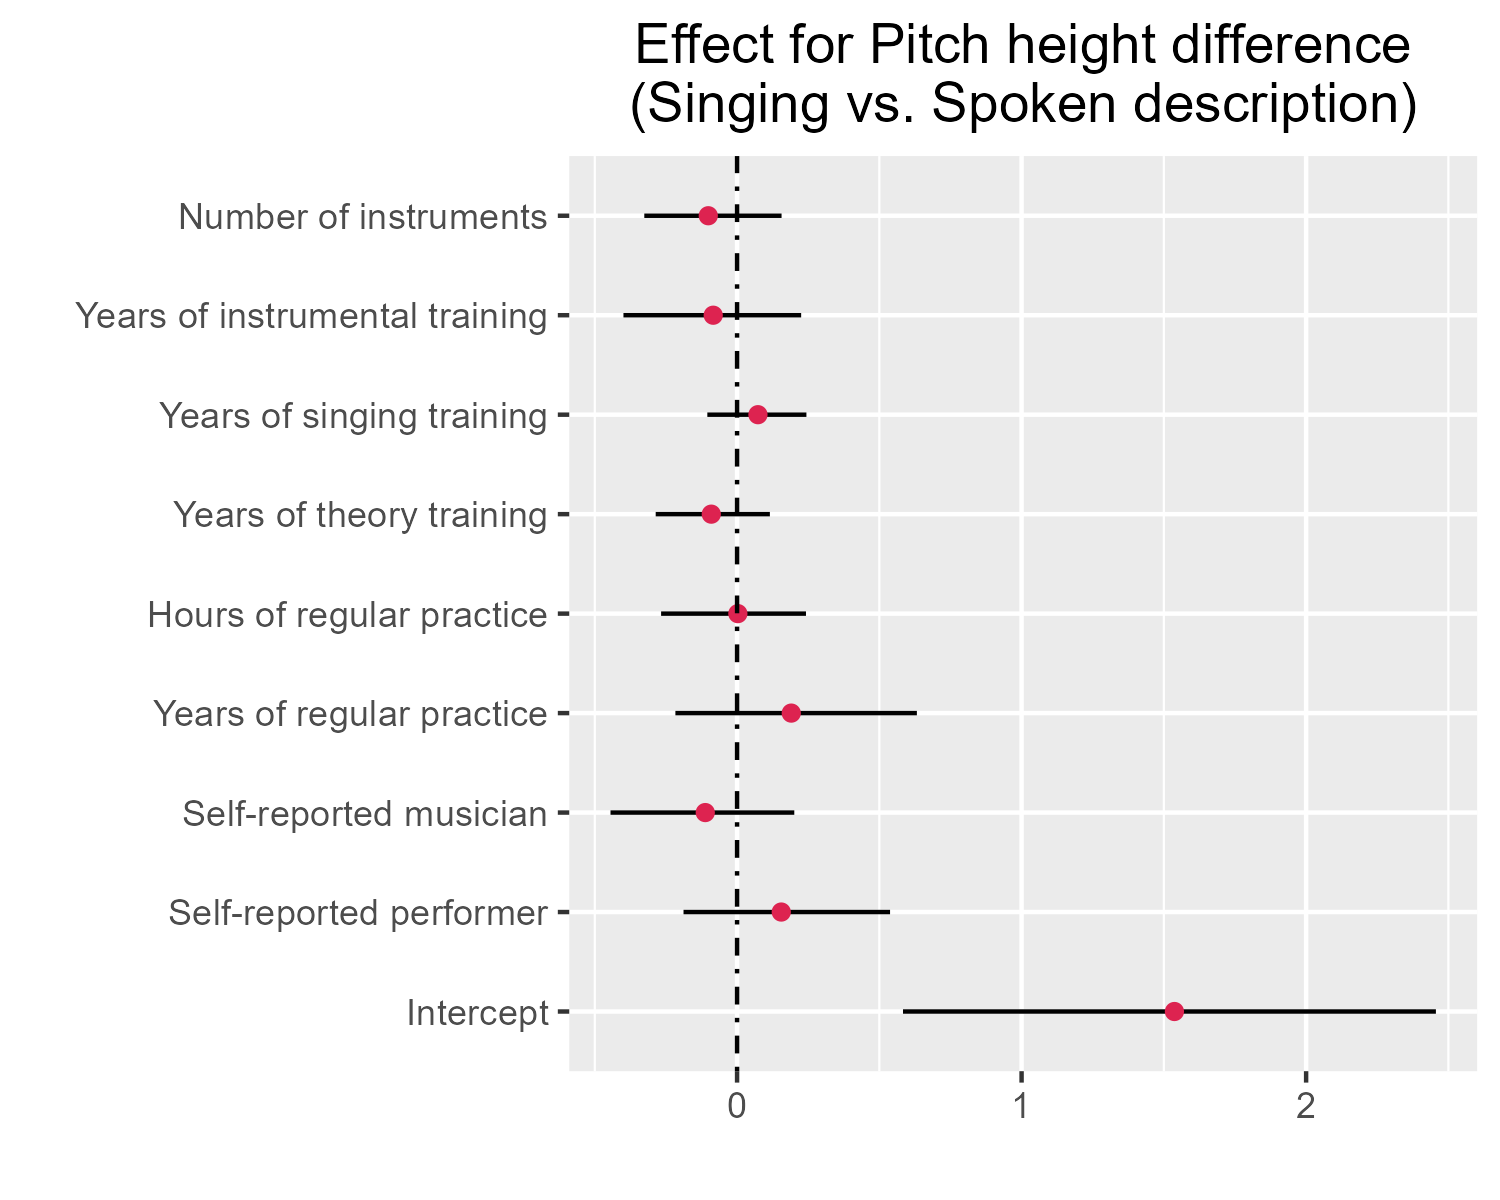 Effect for Pitch height difference
(Singing vs. Spoken description)
Number of instruments
Years of instrumental training
Years of singing training
Years of theory training
Hours of regular practice
Years of regular practice
Self-reported musician
Self-reported performer
Intercept
0 1 2